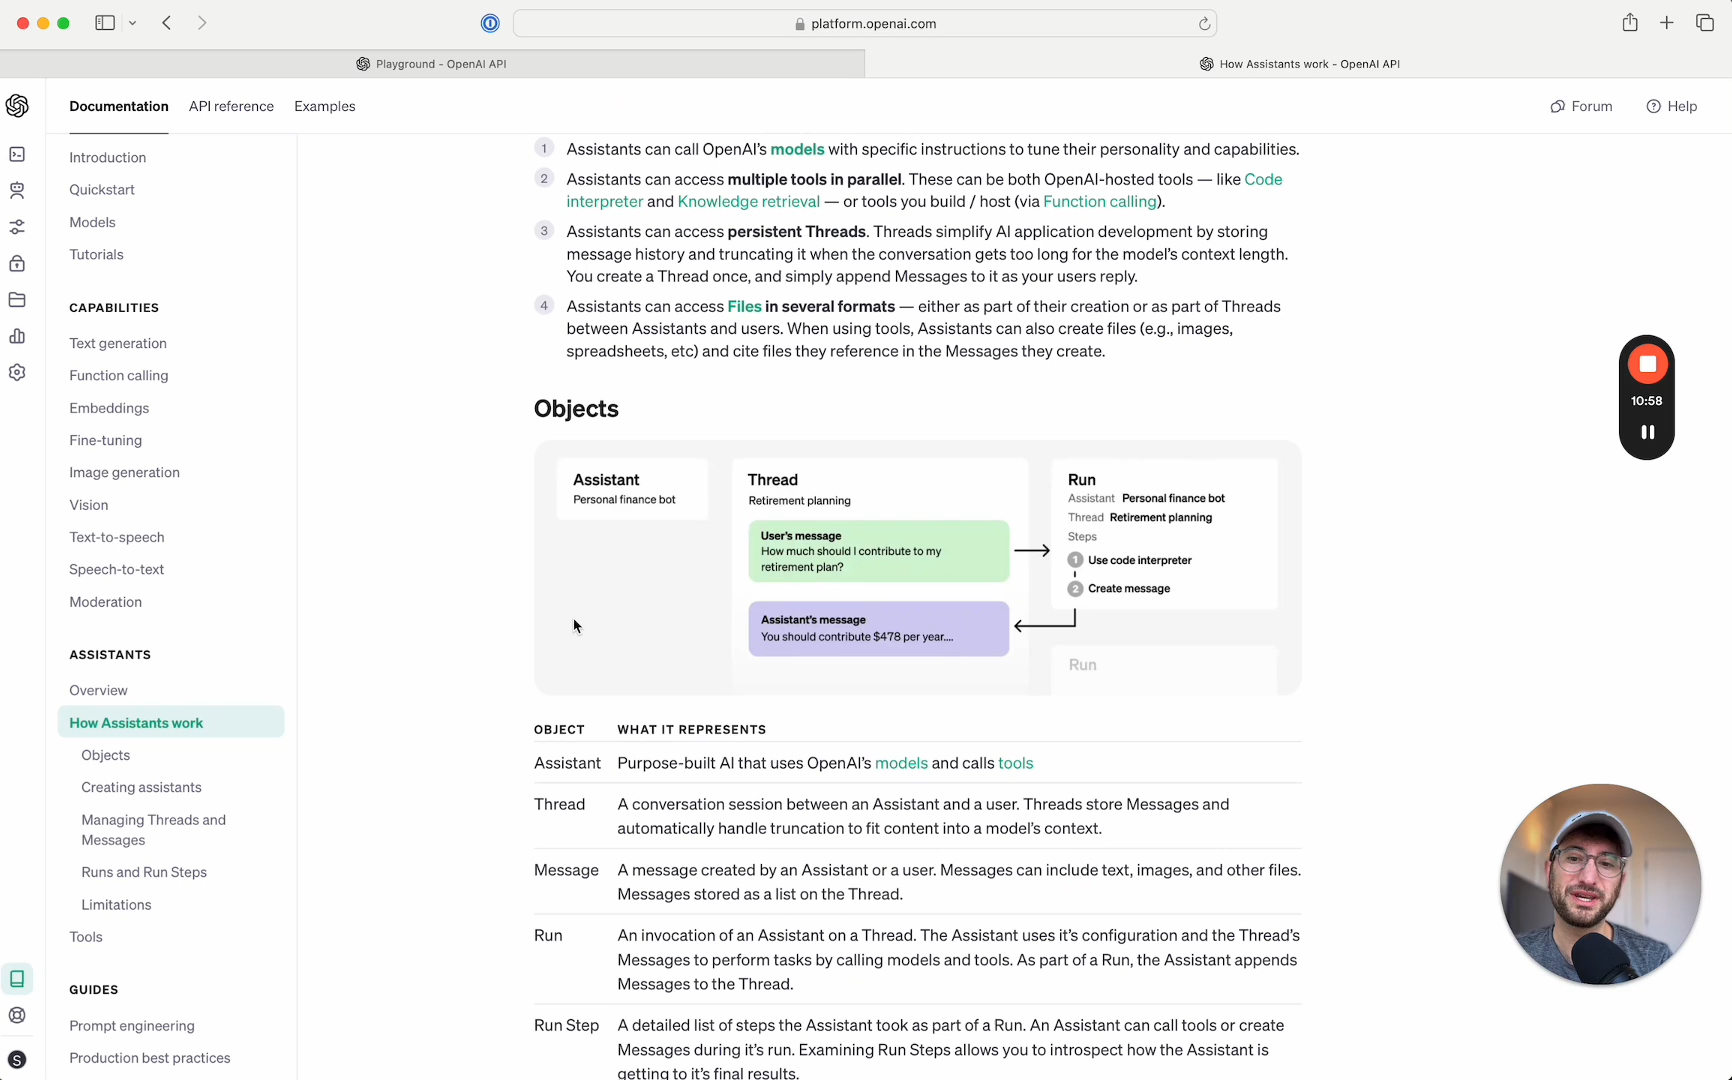 platform.openai.com
Playground - OpenAI API
How Assistants work - OpenAI API
Documentation
API reference
Examples
Forum
Help
Introduction
Quickstart
Models
Tutorials
CAPABILITIES
Text generation
Function calling
Embeddings
Fine-tuning
Image generation
Vision
Text-to-speech
Speech-to-text
Moderation
ASSISTANTS
Overview
How Assistants work
Objects
Creating assistants
Managing Threads and
Messages
Runs and Run Steps
Limitations
Tools
GUIDES
Prompt engineering
Production best practices
S
1 Assistants can call OpenAI’s models with specific instructions to tune their personality and capabilities.
2 Assistants can access multiple tools in parallel. These can be both OpenAI-hosted tools — like Code
interpreter and Knowledge retrieval — or tools you build / host (via Function calling).
3 Assistants can access persistent Threads. Threads simplify AI application development by storing
message history and truncating it when the conversation gets too long for the model’s context length.
You create a Thread once, and simply append Messages to it as your users reply.
4 Assistants can access Files in several formats — either as part of their creation or as part of Threads
between Assistants and users. When using tools, Assistants can also create files (e.g., images,
spreadsheets, etc) and cite files they reference in the Messages they create.
Objects
Assistant
Personal finance bot
Thread
Retirement planning
User's message
How much should I contribute to my
retirement plan?
Assistant's message
You should contribute $478 per year....
Run
Assistant Personal finance bot
Thread Retirement planning
Steps
1 Use code interpreter
2 Create message
Run
OBJECT WHAT IT REPRESENTS
Assistant Purpose-built AI that uses OpenAI’s models and calls tools
Thread A conversation session between an Assistant and a user. Threads store Messages and
automatically handle truncation to fit content into a model’s context.
Message A message created by an Assistant or a user. Messages can include text, images, and other files.
Messages stored as a list on the Thread.
Run An invocation of an Assistant on a Thread. The Assistant uses it’s configuration and the Thread’s
Messages to perform tasks by calling models and tools. As part of a Run, the Assistant appends
Messages to the Thread.
Run Step A detailed list of steps the Assistant took as part of a Run. An Assistant can call tools or create
Messages during it’s run. Examining Run Steps allows you to introspect how the Assistant is
getting to it’s final results.
10:58